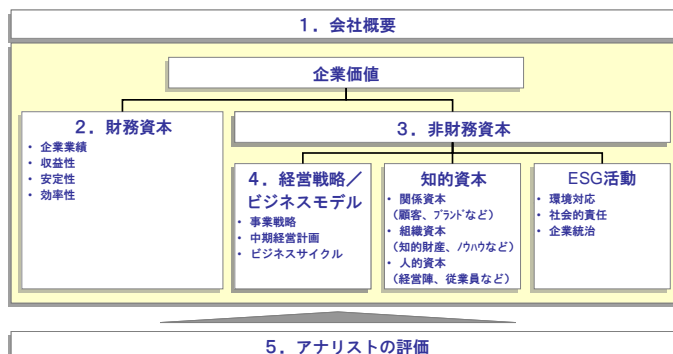 1．会社概要
企業価値
2．財務資本
・ 企業業績
・ 収益性
・ 安定性
・ 効率性
3．非財務資本
4．経営戦略／
ビジネスモデル
・ 事業戦略
・ 中期経営計画
・ ビジネスサイクル
知的資本
・ 関係資本
（顧客、ﾌﾞﾗﾝﾄﾞなど）
・ 組織資本
（知的財産、ﾉｳﾊｳなど）
・ 人的資本
（経営陣、従業員など）
ESG活動
・ 環境対応
・ 社会的責任
・ 企業統治
5．アナリストの評価